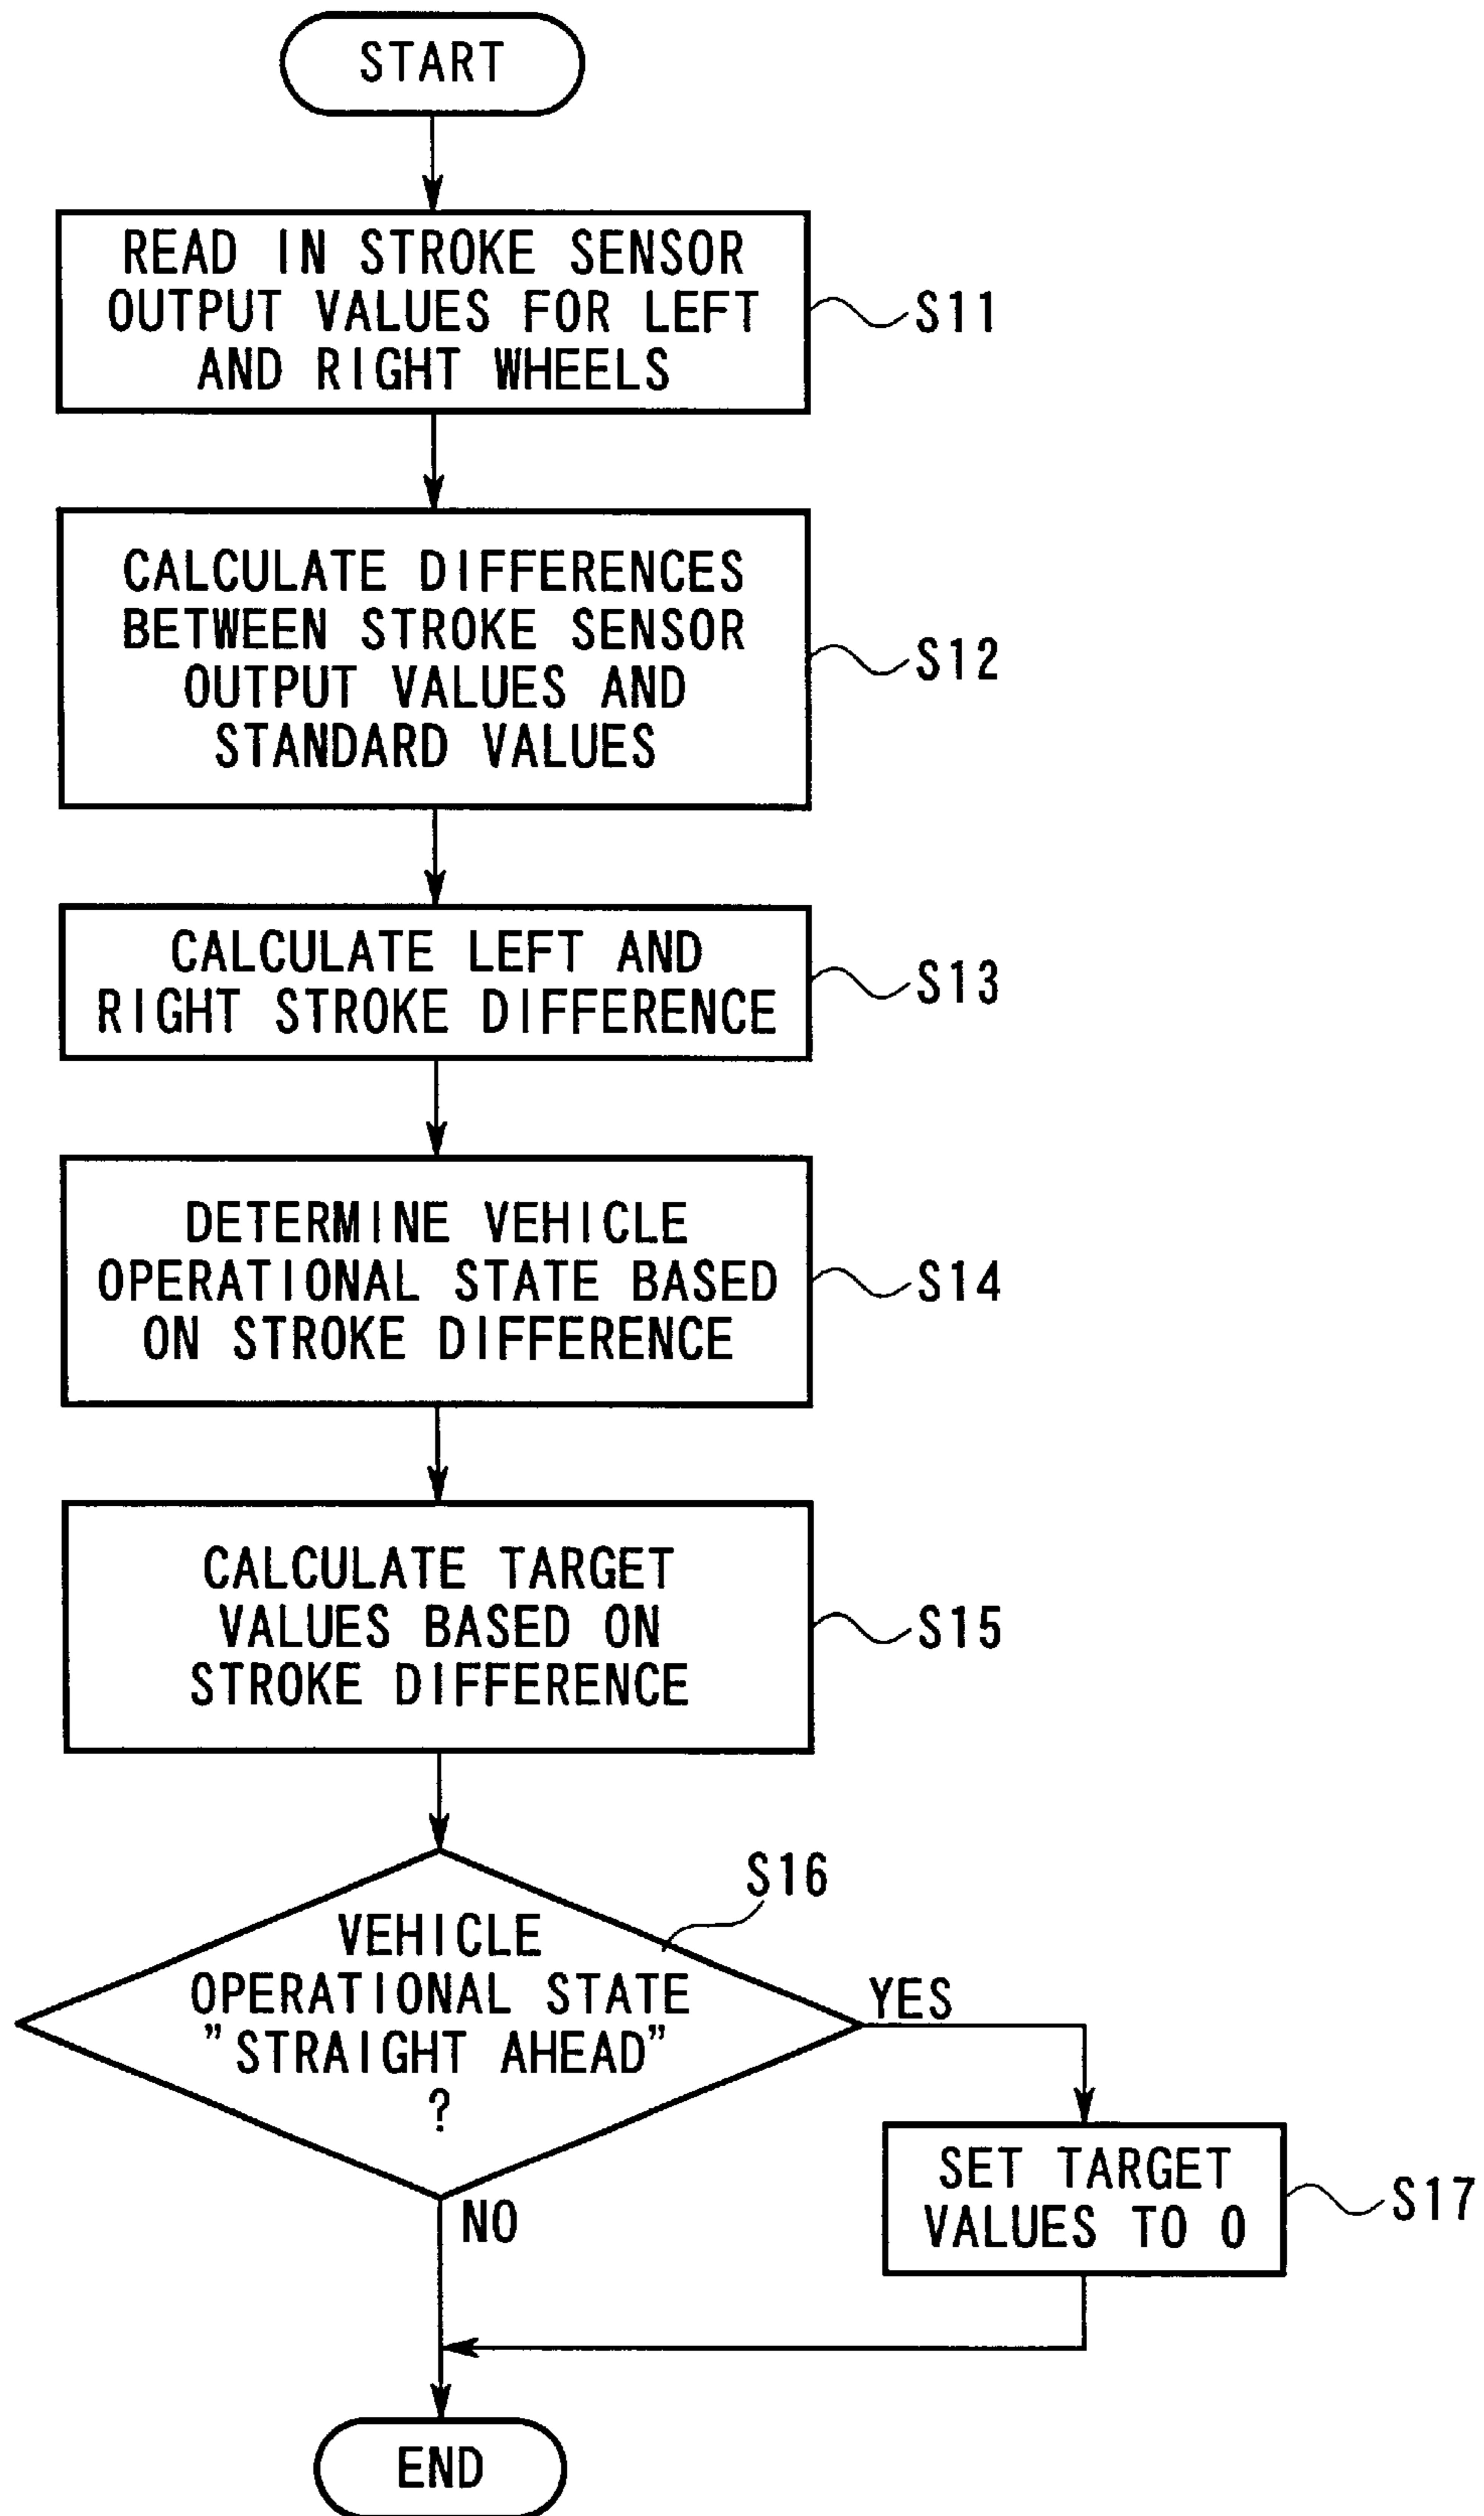 START
READ IN STROKE SENSOR
OUTPUT VALUES FOR LEFT
AND RIGHT WHEELS
S11
CALCULATE DIFFERENCES
BETWEEN STROKE SENSOR
OUTPUT VALUES AND
STANDARD VALUES
S12
CALCULATE LEFT AND
RIGHT STROKE DIFFERENCE
S13
DETERMINE VEHICLE
OPERATIONAL STATE BASED
ON STROKE DIFFERENCE
S14
CALCULATE TARGET
VALUES BASED ON
STROKE DIFFERENCE
S15
S16
VEHICLE
OPERATIONAL STATE
"STRAIGHT AHEAD"
?
YES
NO
SET TARGET
VALUES TO 0
S17
END